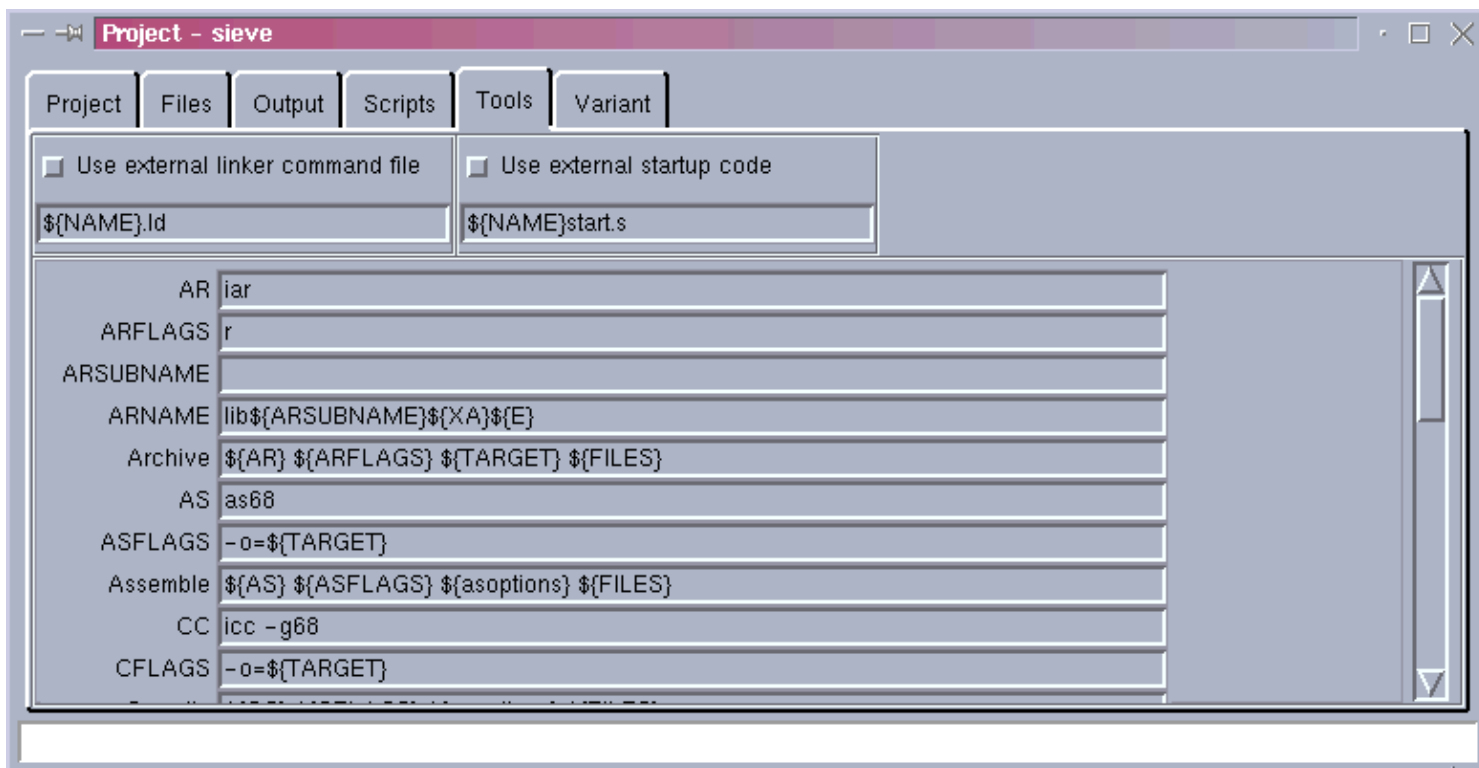 Project - sieve
Project Files Output Scripts Tools Variant
Use external linker command file Use external startup code
${NAME}.ld ${NAME}start.s
AR iar
ARFLAGS r
ARSUBNAME
ARNAME lib${ARSUBNAME}${XA}${E}
Archive ${AR} ${ARFLAGS} ${TARGET} ${FILES}
AS as68
ASFLAGS -o=${TARGET}
Assemble ${AS} ${ASFLAGS} ${asoptions} ${FILES}
CC icc -g68
CFLAGS -o=${TARGET}